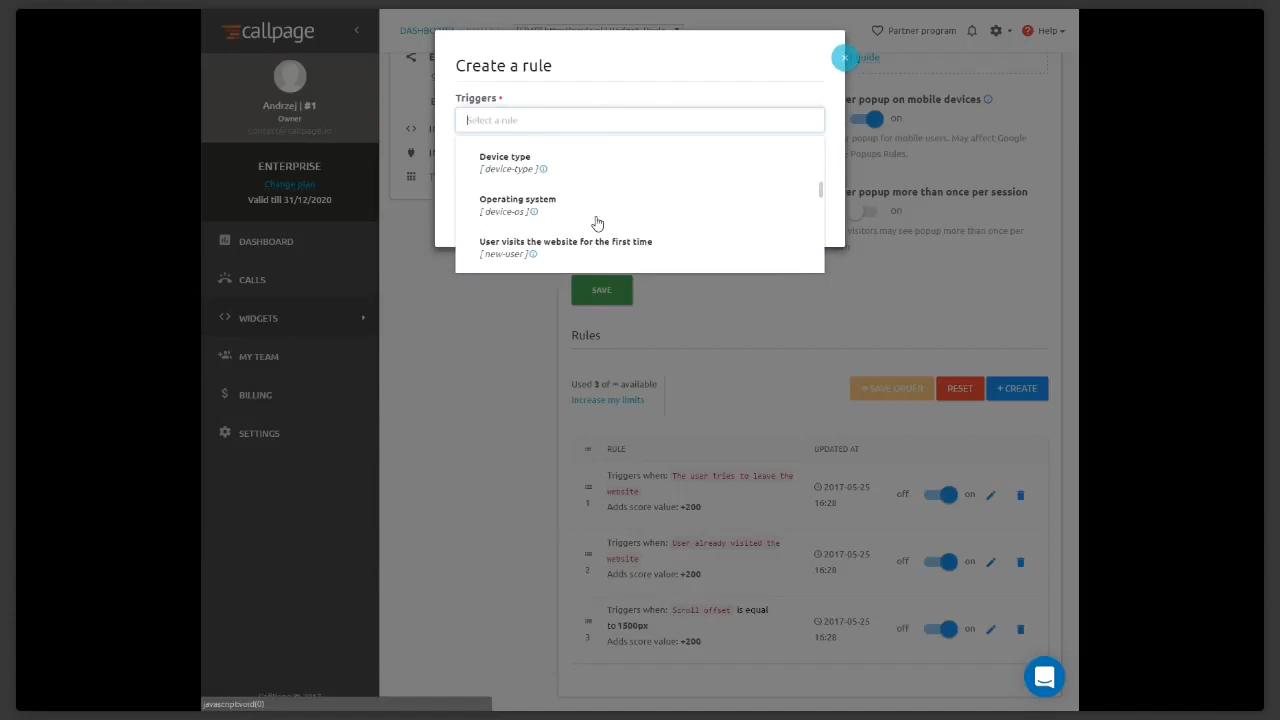 callpage
Andrzej | #1
Owner
contact@callpage.io
ENTERPRISE
Change plan
Valid till 31/12/2020
DASHBOARD
CALLS
WIDGETS
MY TEAM
BILLING
SETTINGS
javascript:void(0)
Partner program
Help
Create a rule
Triggers *
Select a rule
Device type
[ device-type ]
Operating system
[ device-os ]
User visits the website for the first time
[ new-user ]
guide
er popup on mobile devices
on
popup for mobile users. May affect Google
Popups Rules.
er popup more than once per session
on
visitors may see popup more than once per
SAVE
Rules
Used 3 of ∞ available
Increase my limits
SAVE ORDER
RESET
+ CREATE
RULE
UPDATED AT
1
Triggers when: The user tries to leave the
website
Adds score value: +200
2017-05-25
16:28
off
on
2
Triggers when: User already visited the
website
Adds score value: +200
2017-05-25
16:28
off
on
3
Triggers when: Scroll offset is equal
to 1500px
Adds score value: +200
2017-05-25
16:28
off
on